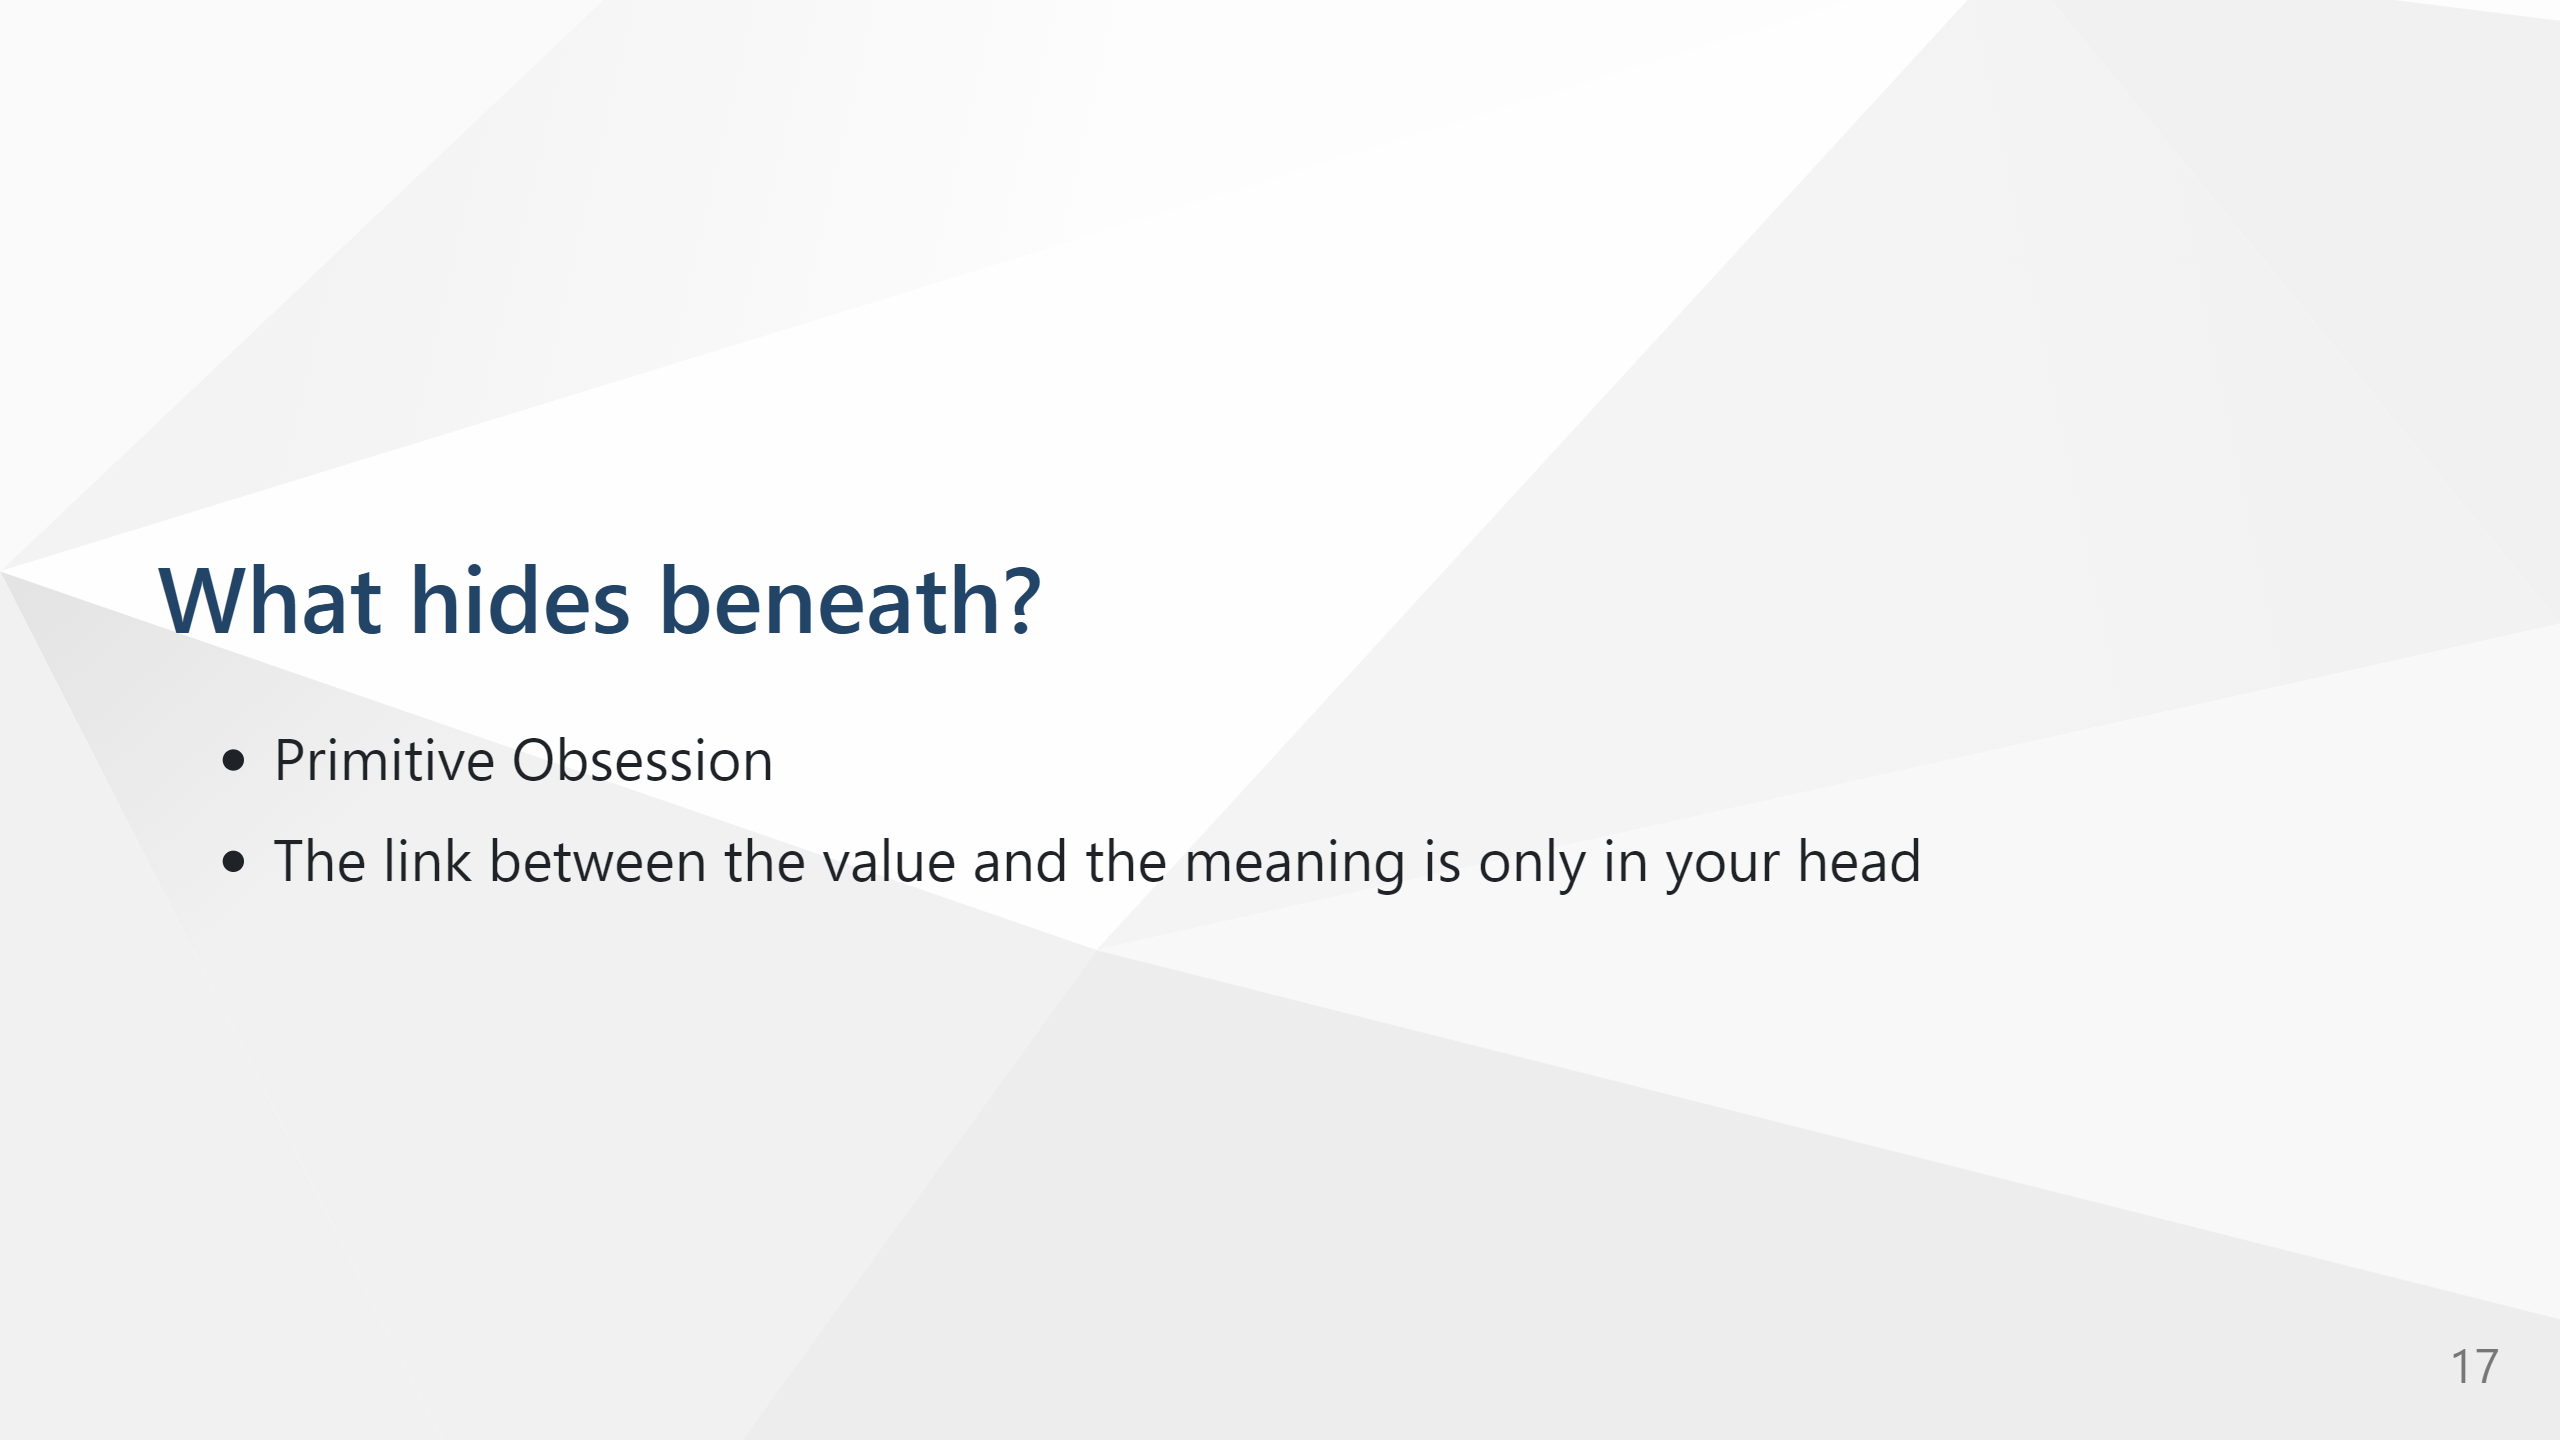 What hides beneath?
• Primitive Obsession
• The link between the value and the meaning is only in your head
17